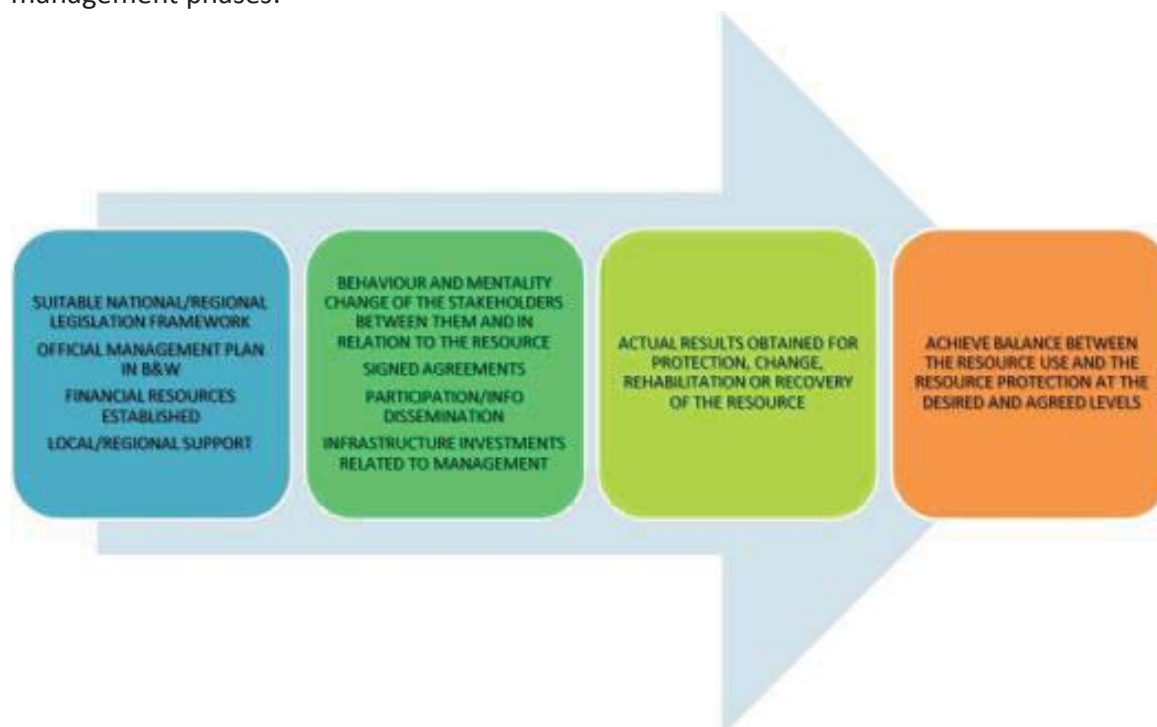 management phases.
SUITABLE NATIONAL/REGIONAL
LEGISLATION FRAMEWORK
OFFICIAL MANAGEMENT PLAN
IN B&W
FINANCIAL RESOURCES
ESTABLISHED
LOCAL/REGIONAL SUPPORT
BEHAVIOUR AND MENTALITY
CHANGE OF THE STAKEHOLDERS
BETWEEN THEM AND IN
RELATION TO THE RESOURCE
SIGNED AGREEMENTS
PARTICIPATION/INFO
DISSEMINATION
INFRASTRUCTURE INVESTMENTS
RELATED TO MANAGEMENT
ACTUAL RESULTS OBTAINED FOR
PROTECTION, CHANGE,
REHABILITATION OR RECOVERY
OF THE RESOURCE
ACHIEVE BALANCE BETWEEN
THE RESOURCE USE AND THE
RESOURCE PROTECTION AT THE
DESIRED AND AGREED LEVELS